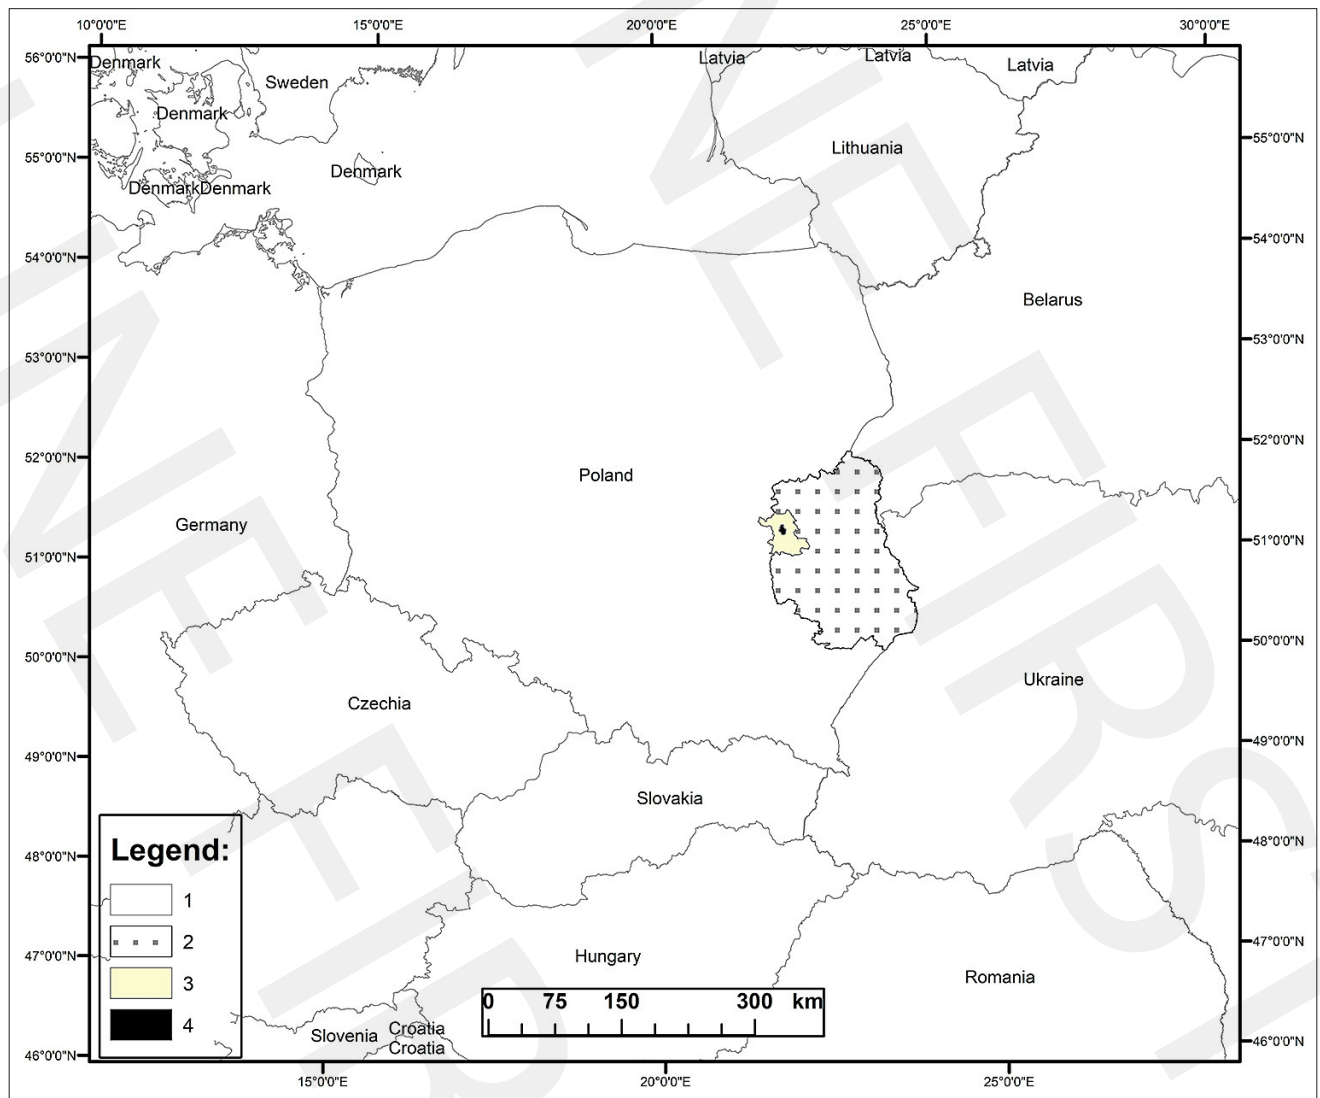 10°0'0"E 15°0'0"E 20°0'0"E 25°0'0"E 30°0'0"E
56°0'0"N
55°0'0"N
54°0'0"N
53°0'0"N
52°0'0"N
51°0'0"N
50°0'0"N
49°0'0"N
48°0'0"N
47°0'0"N
46°0'0"N
Denmark
Sweden
Latvia
Latvia
Latvia
Denmark
Lithuania
Denmark
DenmarkDenmark
Belarus
Poland
Germany
Ukraine
Czechia
Slovakia
Hungary
Romania
Slovenia
Croatia
Croatia
55°0'0"N
54°0'0"N
53°0'0"N
52°0'0"N
51°0'0"N
50°0'0"N
49°0'0"N
48°0'0"N
47°0'0"N
46°0'0"N
Legend:
1
2
3
4
0 75 150 300 km
15°0'0"E 20°0'0"E 25°0'0"E